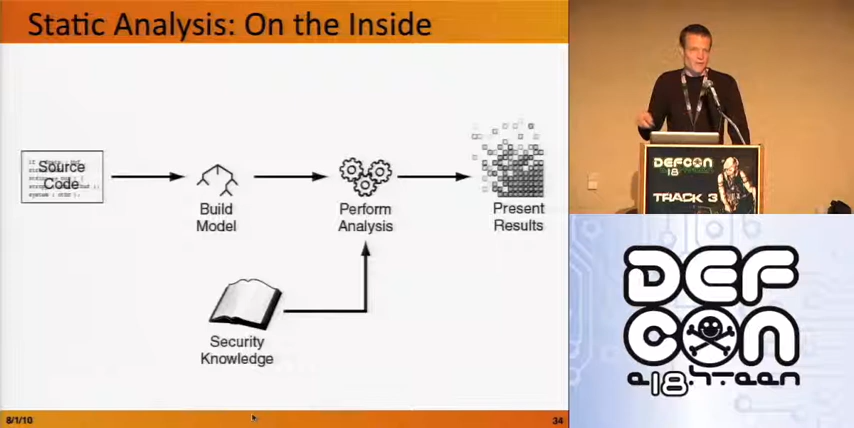 Static Analysis: On the Inside
Source
Code
Build
Model
Perform
Analysis
Present
Results
Security
Knowledge
8/1/10
34
DEFCON
18
TRACK 3
DEF
CON
18